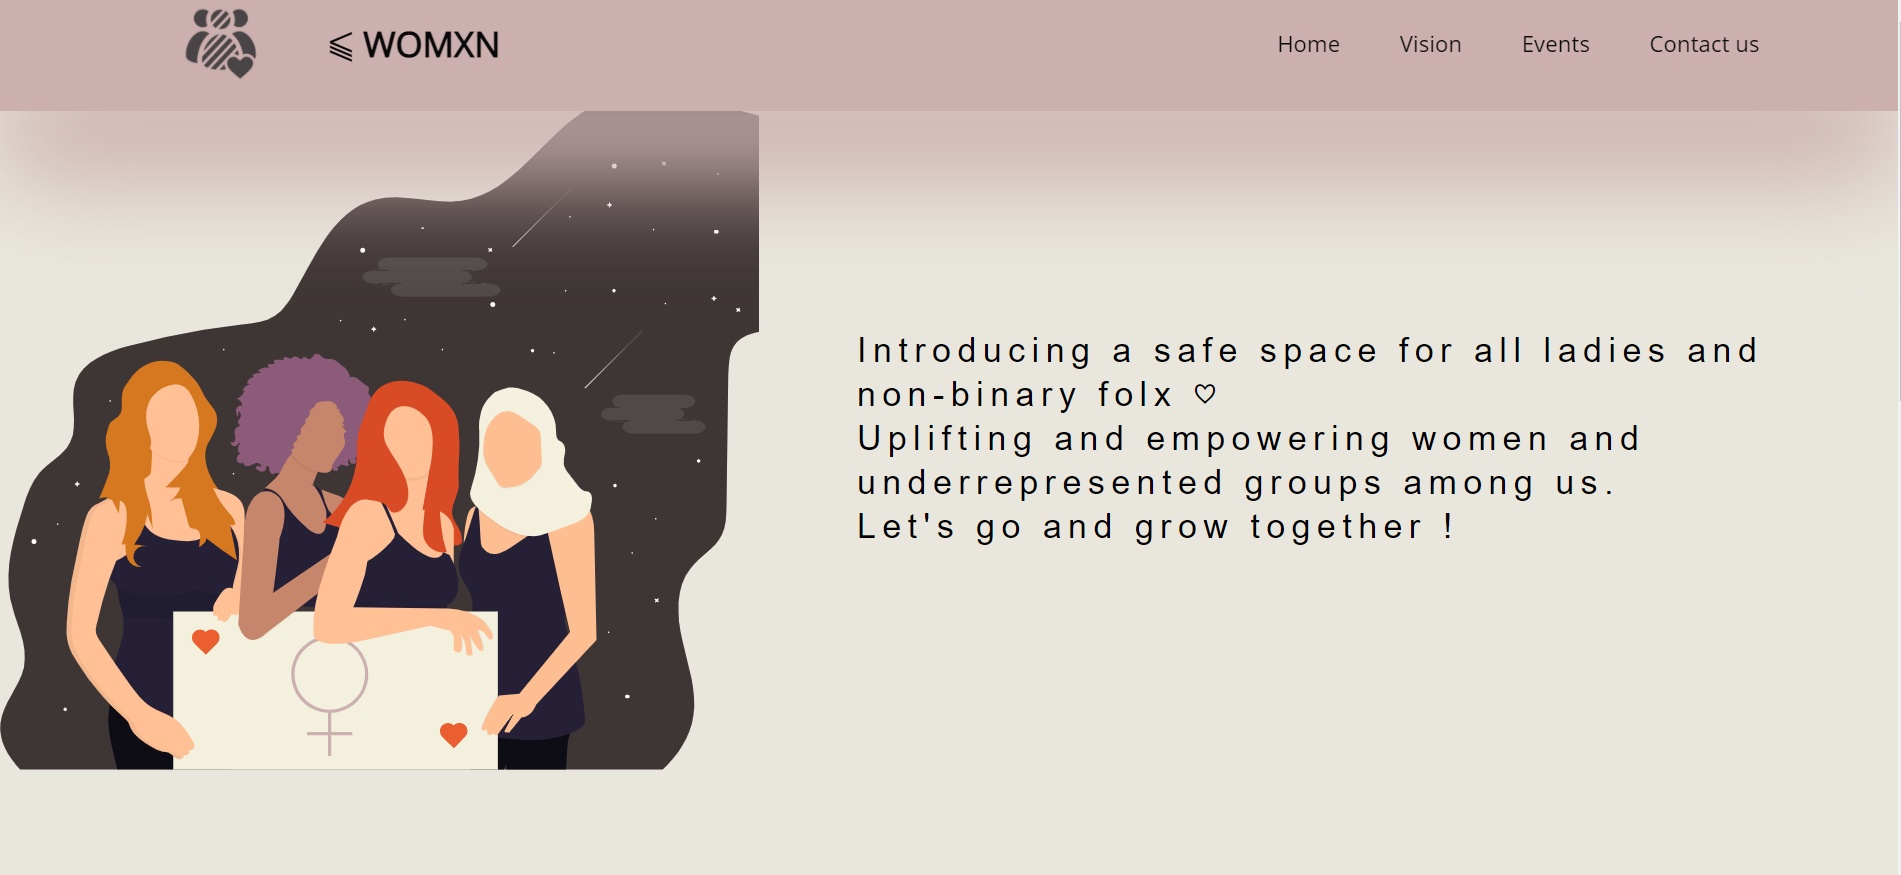 ⩽ WOMXN
Home Vision Events Contact us
Introducing a safe space for all ladies and
non-binary folx ♡
Uplifting and empowering women and
underrepresented groups among us.
Let's go and grow together !